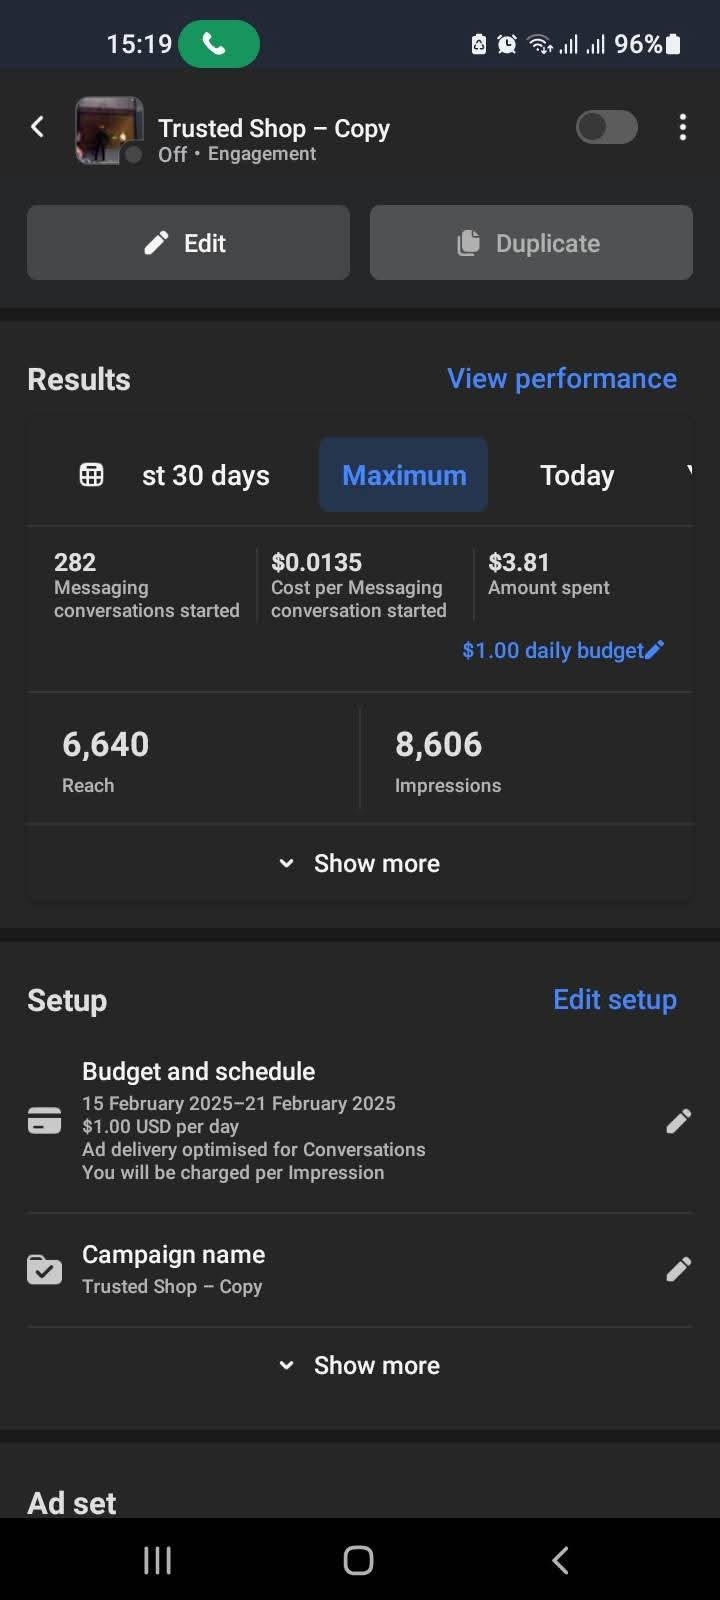 15:19 96%
Trusted Shop – Copy
Off • Engagement
Edit Duplicate
Results View performance
st 30 days Maximum Today
282 $0.0135 $3.81
Messaging Cost per Messaging Amount spent
conversations started conversation started
$1.00 daily budget
6,640 8,606
Reach Impressions
Show more
Setup Edit setup
Budget and schedule
15 February 2025–21 February 2025
$1.00 USD per day
Ad delivery optimised for Conversations
You will be charged per Impression
Campaign name
Trusted Shop – Copy
Show more
Ad set